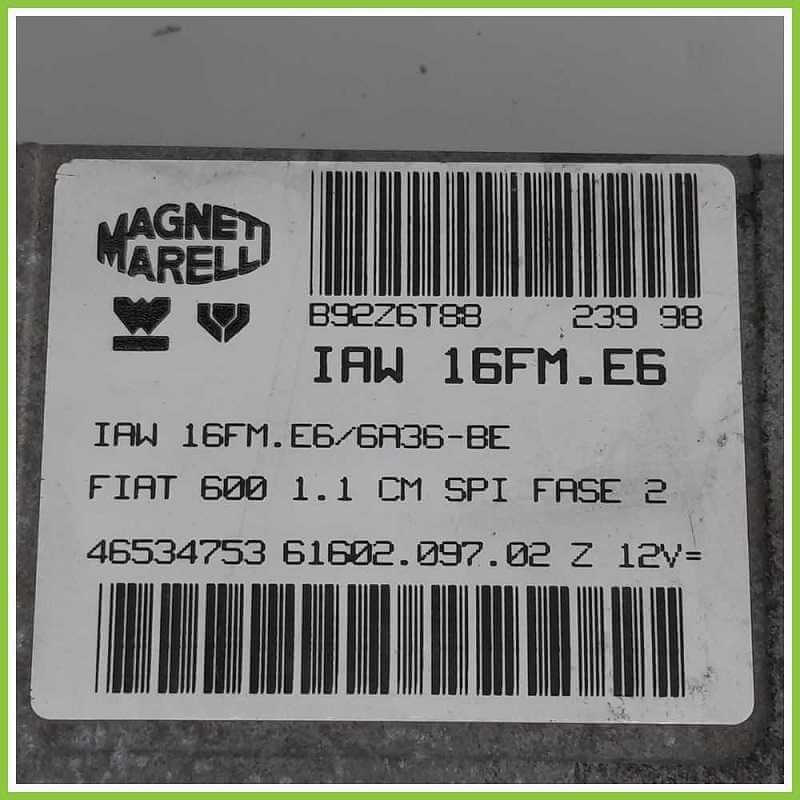 MAGNETI
MARELLI
B92Z6T88 239 98
IAW 16FM.E6
IAW 16FM.E6/6A36-BE
FIAT 600 1.1 CM SPI FASE 2
46534753 61602.097.02 Z 12V=